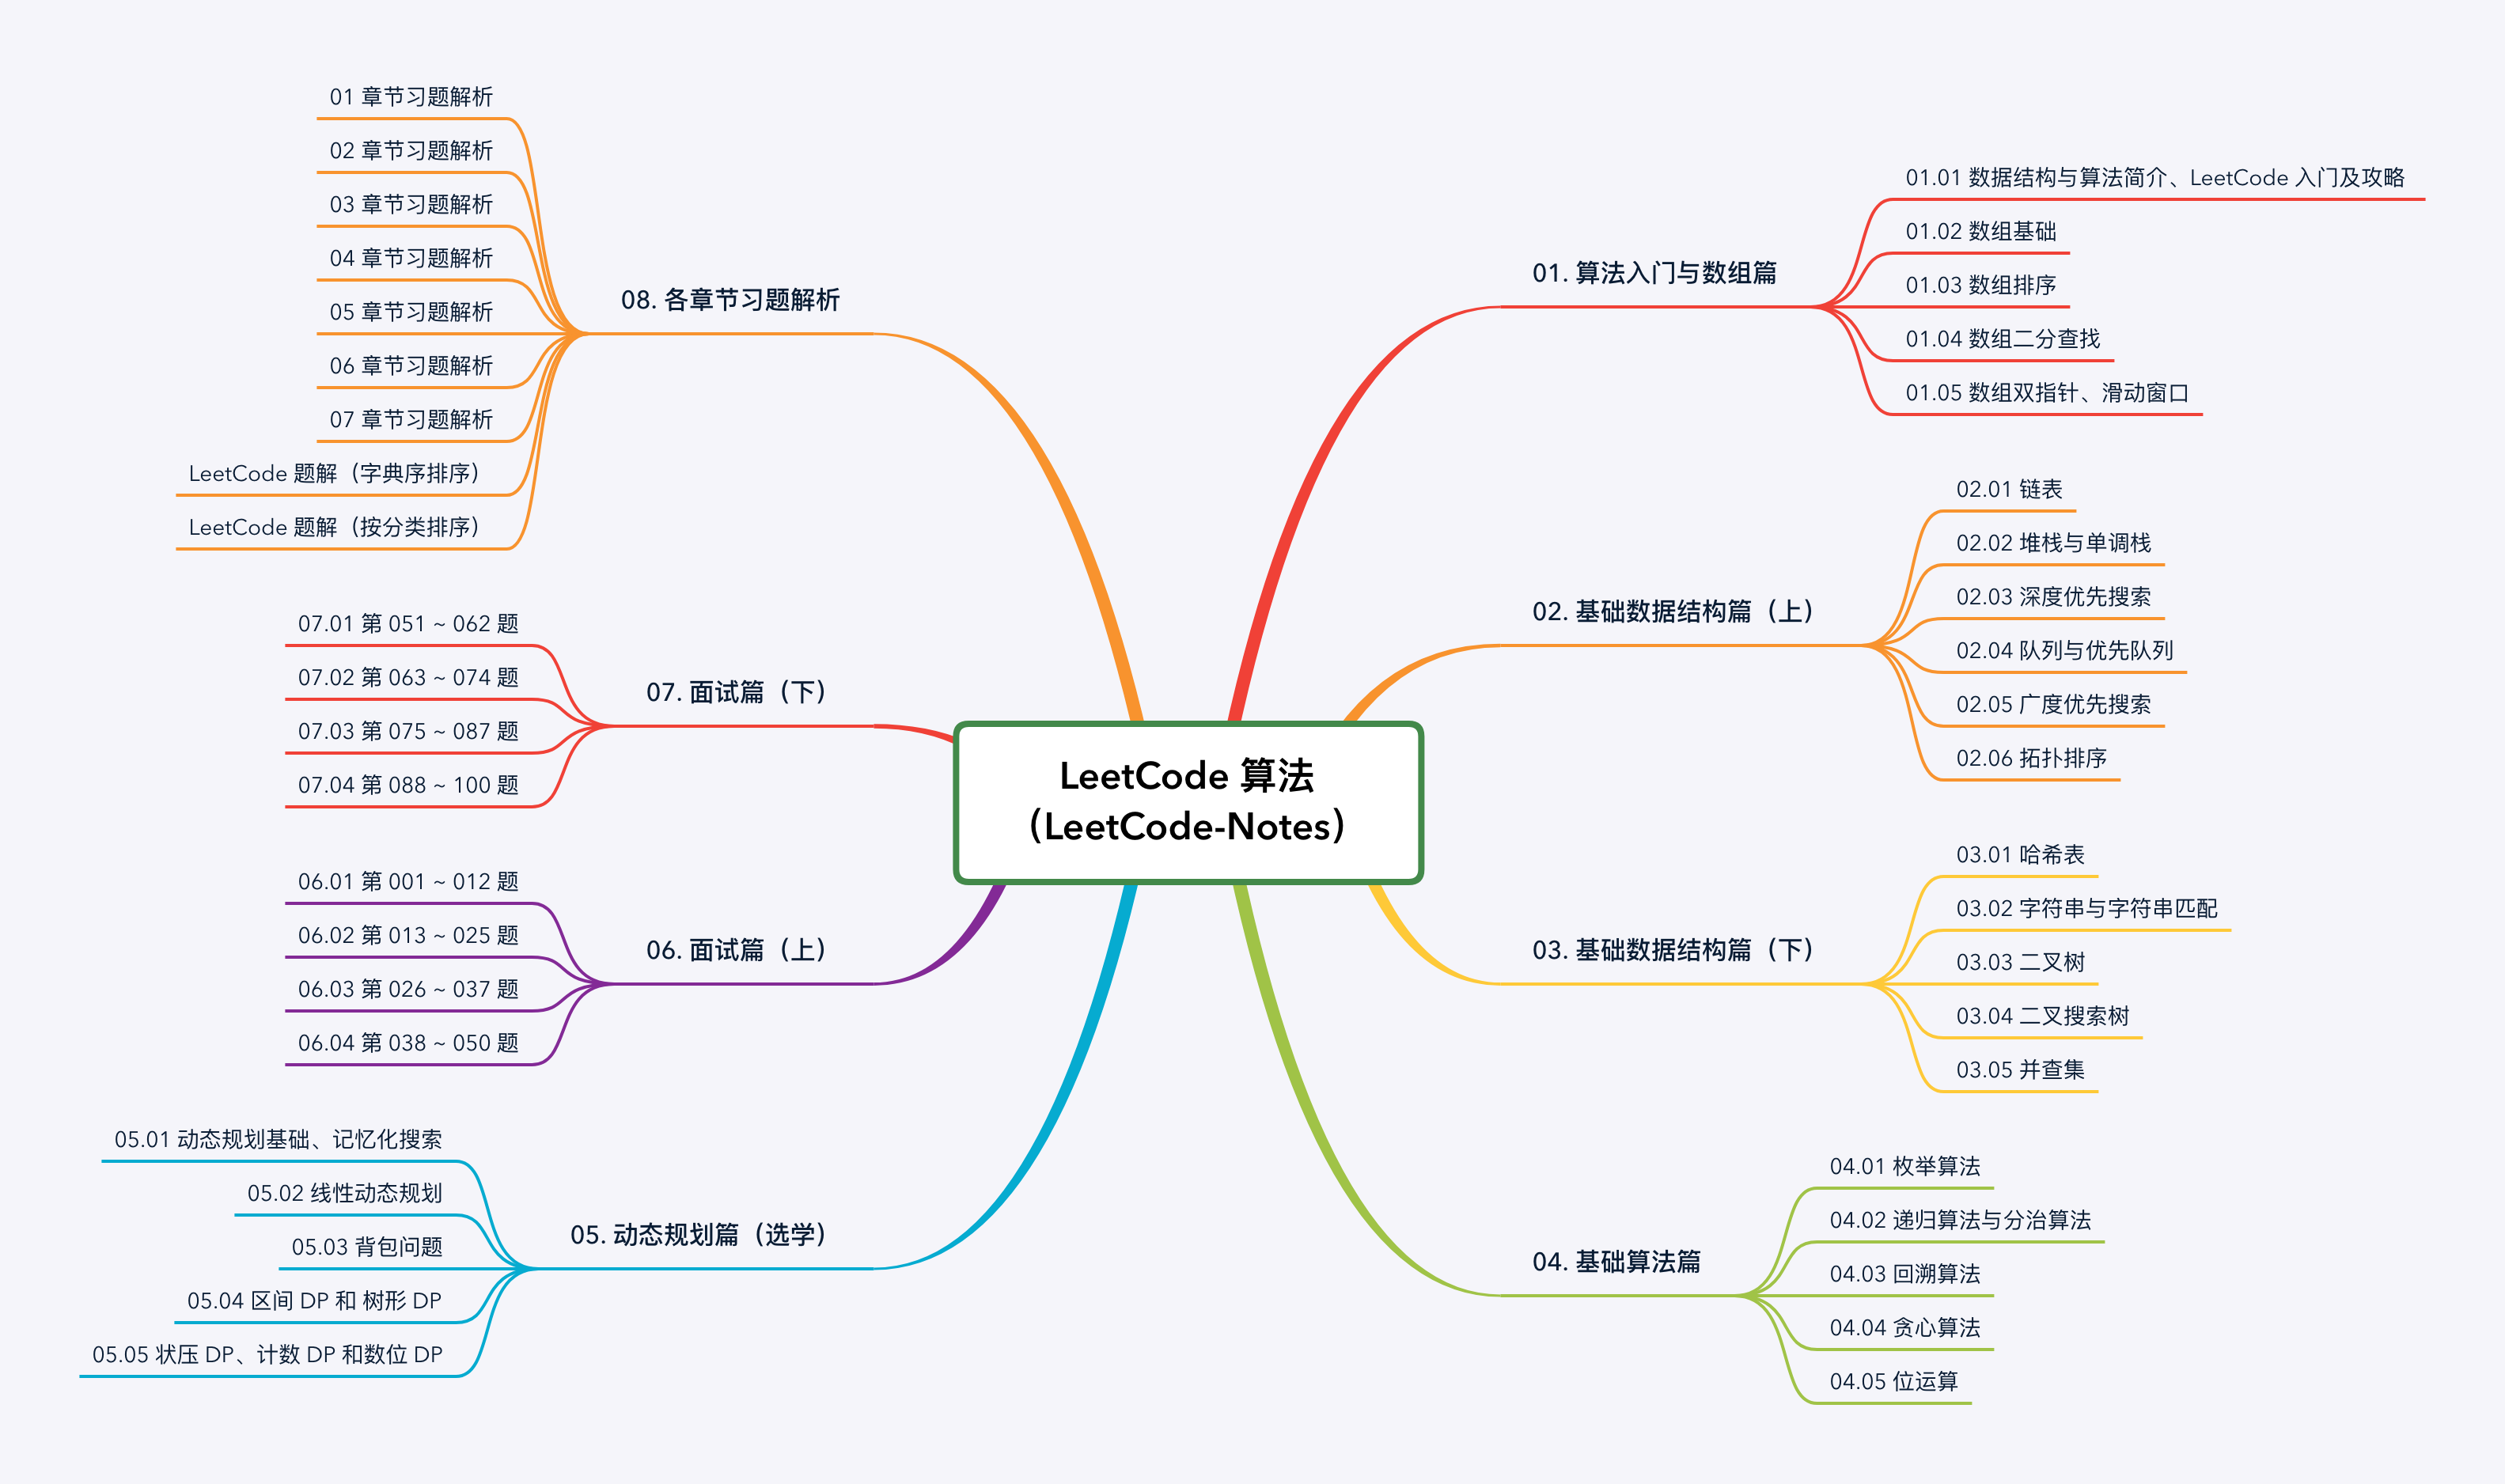 LeetCode 算法
（LeetCode-Notes）
01. 算法入门与数组篇
01.01 数据结构与算法简介、LeetCode 入门及攻略
01.02 数组基础
01.03 数组排序
01.04 数组二分查找
01.05 数组双指针、滑动窗口
02. 基础数据结构篇（上）
02.01 链表
02.02 堆栈与单调栈
02.03 深度优先搜索
02.04 队列与优先队列
02.05 广度优先搜索
02.06 拓扑排序
03. 基础数据结构篇（下）
03.01 哈希表
03.02 字符串与字符串匹配
03.03 二叉树
03.04 二叉搜索树
03.05 并查集
04. 基础算法篇
04.01 枚举算法
04.02 递归算法与分治算法
04.03 回溯算法
04.04 贪心算法
04.05 位运算
05. 动态规划篇（选学）
05.01 动态规划基础、记忆化搜索
05.02 线性动态规划
05.03 背包问题
05.04 区间 DP 和 树形 DP
05.05 状压 DP、计数 DP 和数位 DP
06. 面试篇（上）
06.01 第 001 ~ 012 题
06.02 第 013 ~ 025 题
06.03 第 026 ~ 037 题
06.04 第 038 ~ 050 题
07. 面试篇（下）
07.01 第 051 ~ 062 题
07.02 第 063 ~ 074 题
07.03 第 075 ~ 087 题
07.04 第 088 ~ 100 题
08. 各章节习题解析
01 章节习题解析
02 章节习题解析
03 章节习题解析
04 章节习题解析
05 章节习题解析
06 章节习题解析
07 章节习题解析
LeetCode 题解（字典序排序）
LeetCode 题解（按分类排序）